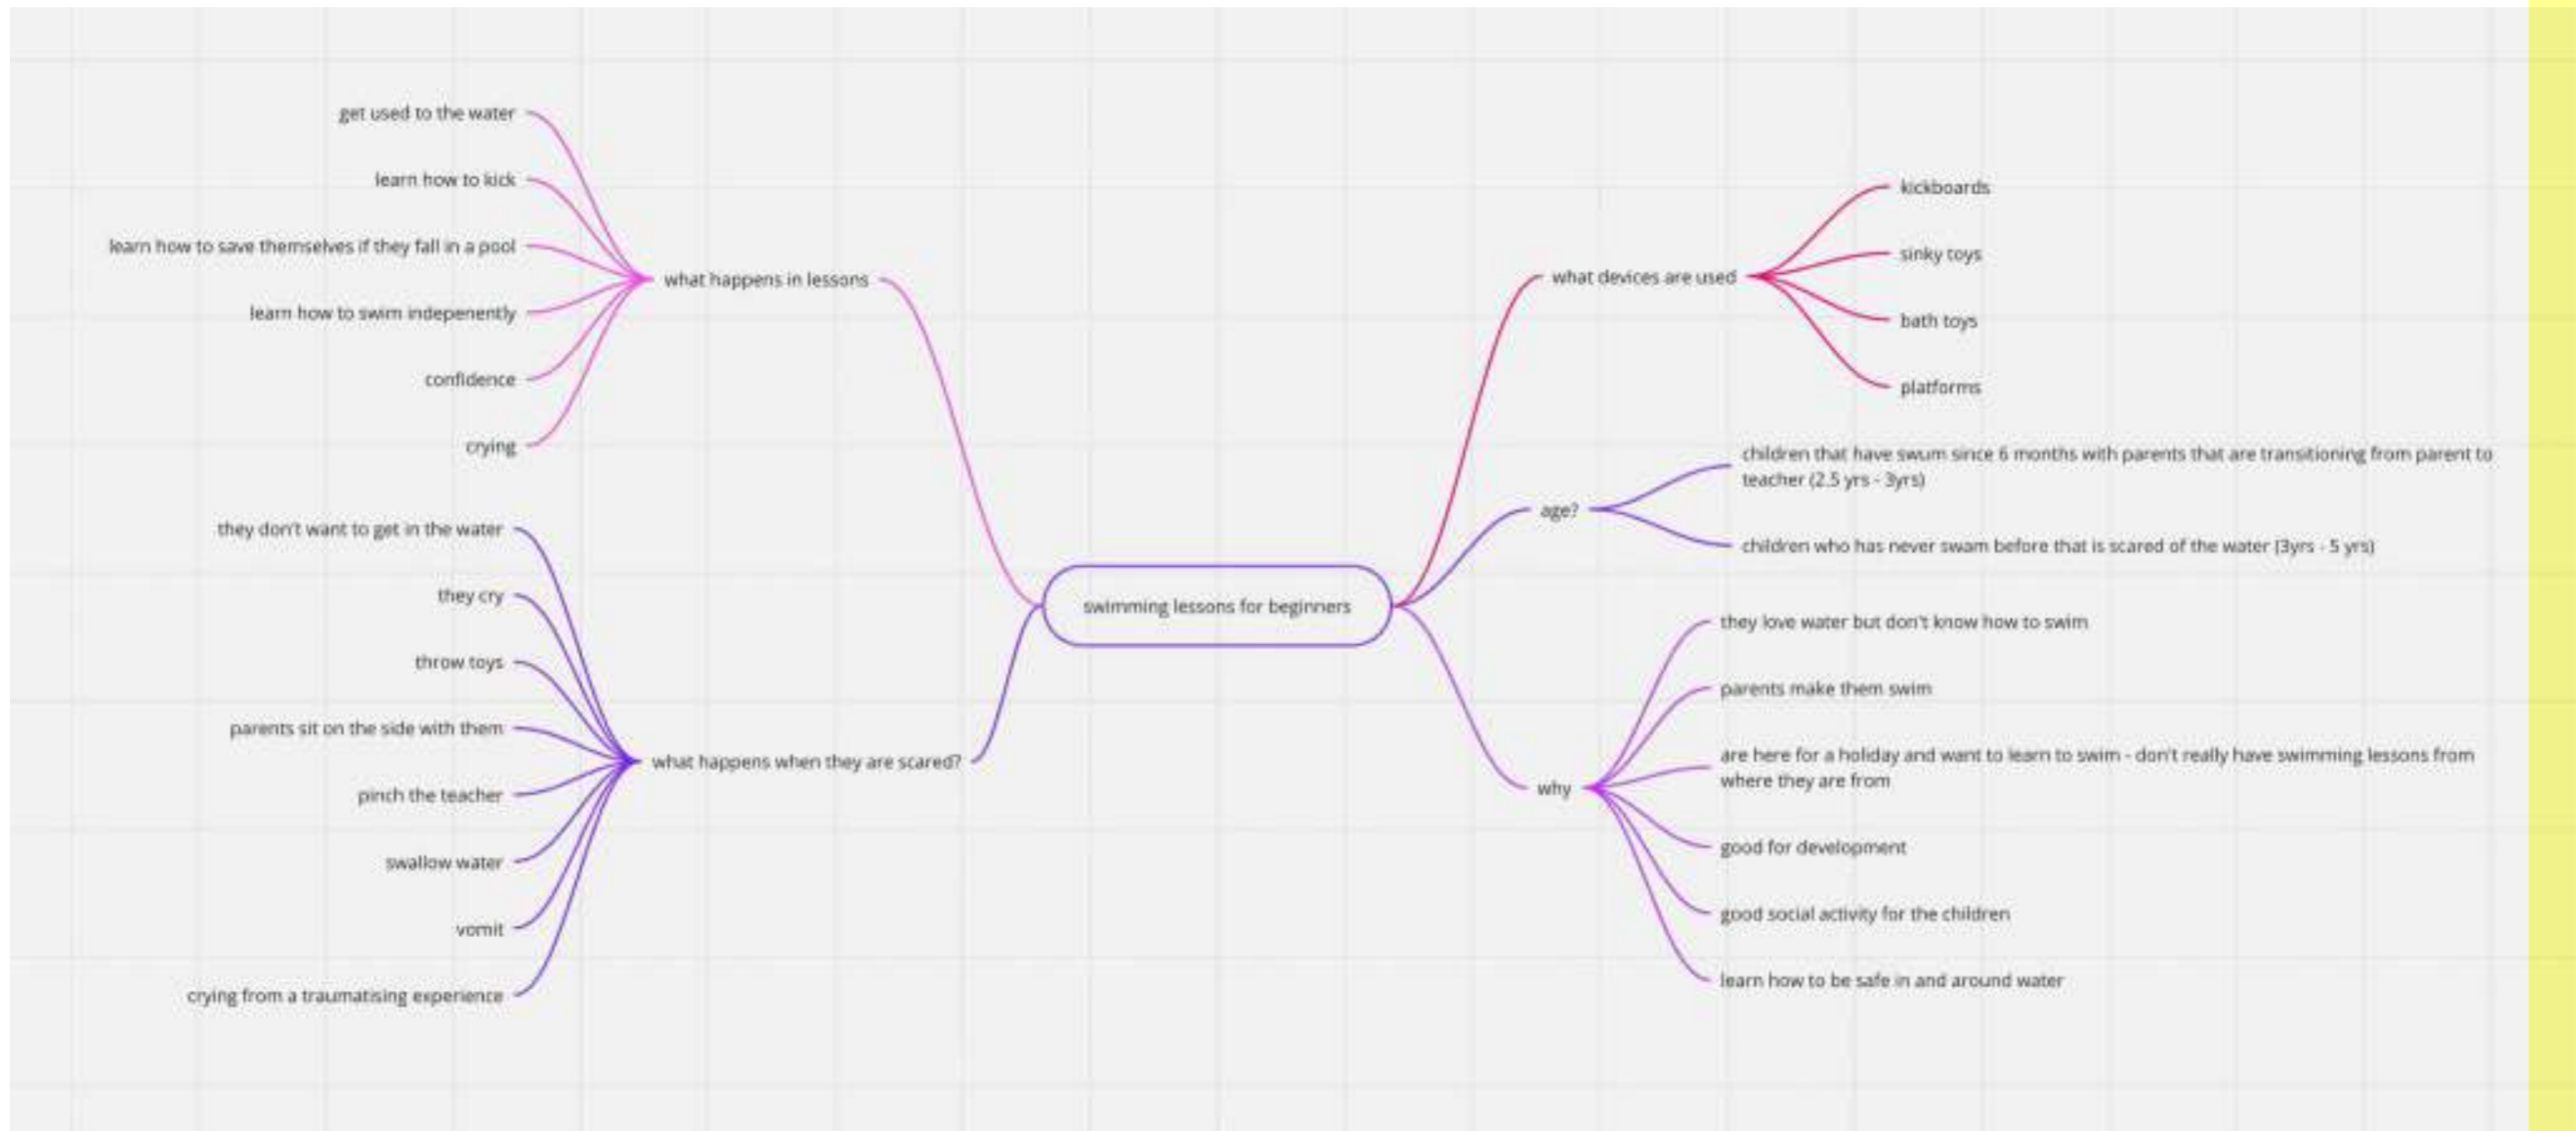 get used to the water
learn how to kick
learn how to save themselves if they fall in a pool
what happens in lessons
learn how to swim indepenently
confidence
crying
they don't want to get in the water
they cry
throw toys
parents sit on the side with them
what happens when they are scared?
pinch the teacher
swallow water
vomit
crying from a traumatising experience
swimming lessons for beginners
kickboards
sinky toys
what devices are used
bath toys
platforms
children that have swum since 6 months with parents that are transitioning from parent to
teacher (2.5 yrs - 3yrs)
age?
children who has never swam before that is scared of the water (3yrs - 5 yrs)
they love water but don't know how to swim
parents make them swim
are here for a holiday and want to learn to swim - don't really have swimming lessons from
where they are from
why
good for development
good social activity for the children
learn how to be safe in and around water